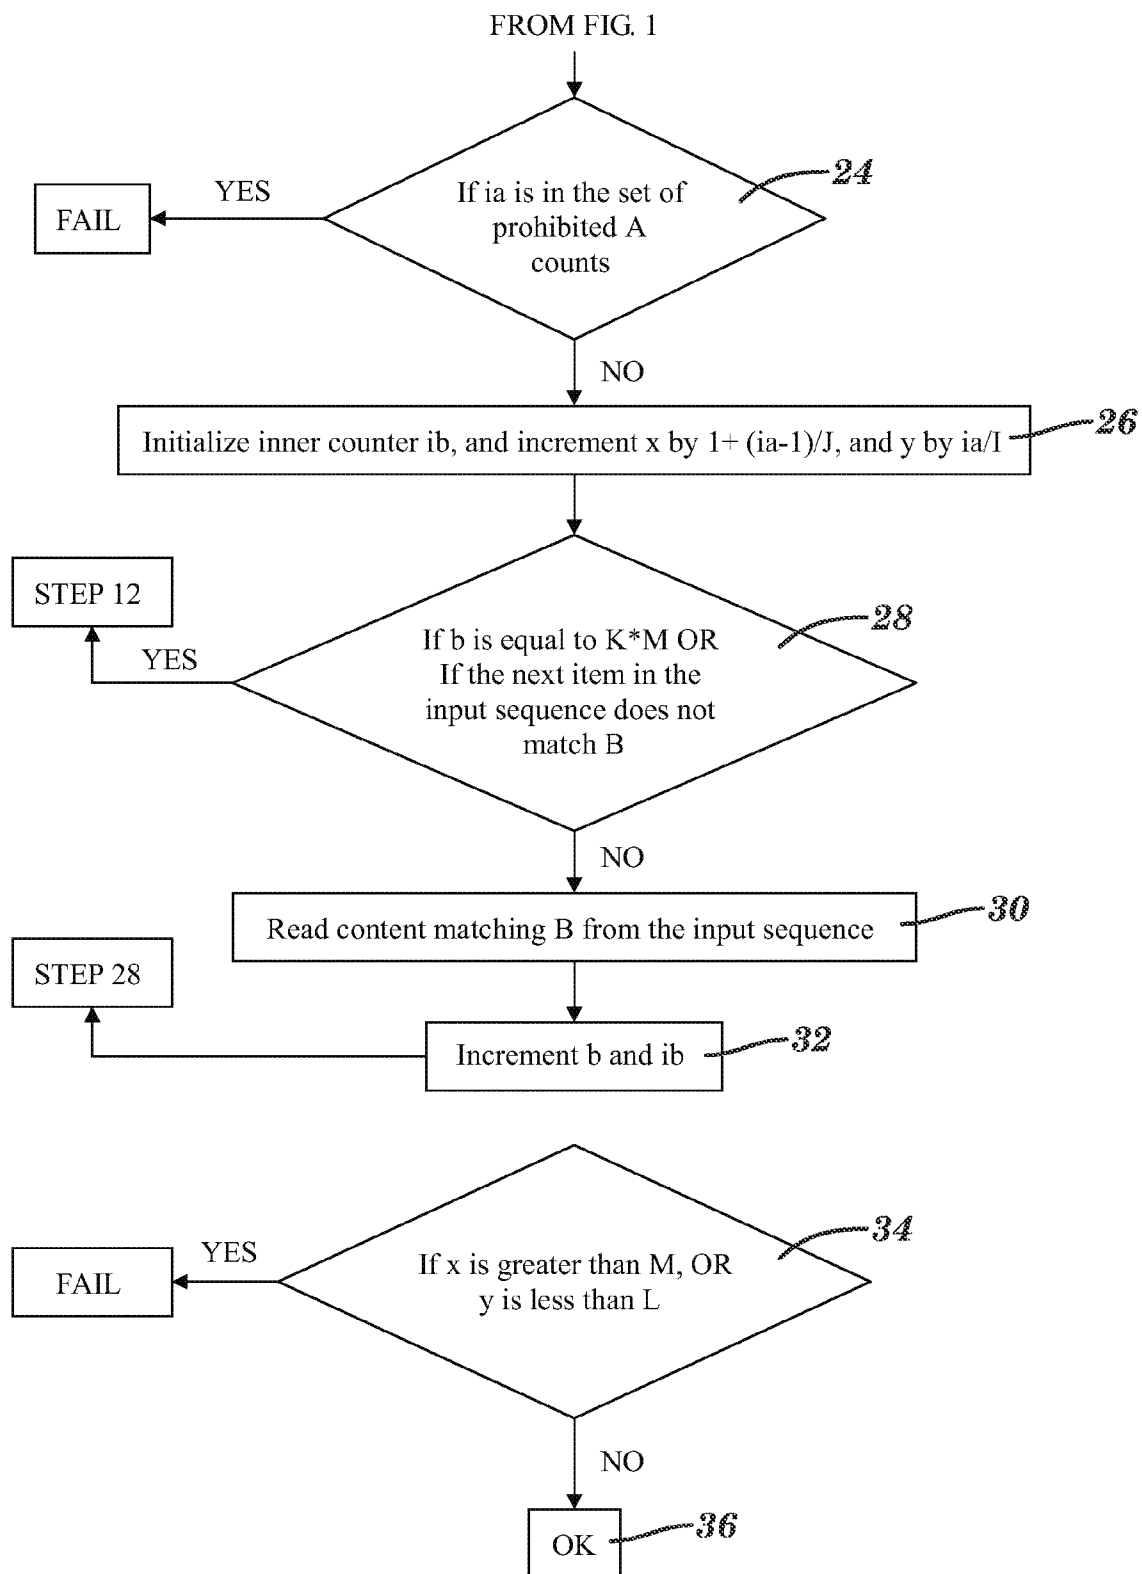 FROM FIG. 1
24
If ia is in the set of
prohibited A
counts
YES
FAIL
NO
Initialize inner counter ib, and increment x by 1+ (ia-1)/J, and y by ia/I
26
STEP 12
YES
28
If b is equal to K*M OR
If the next item in the
input sequence does not
match B
NO
Read content matching B from the input sequence
30
STEP 28
Increment b and ib
32
34
If x is greater than M, OR
y is less than L
YES
FAIL
NO
OK
36